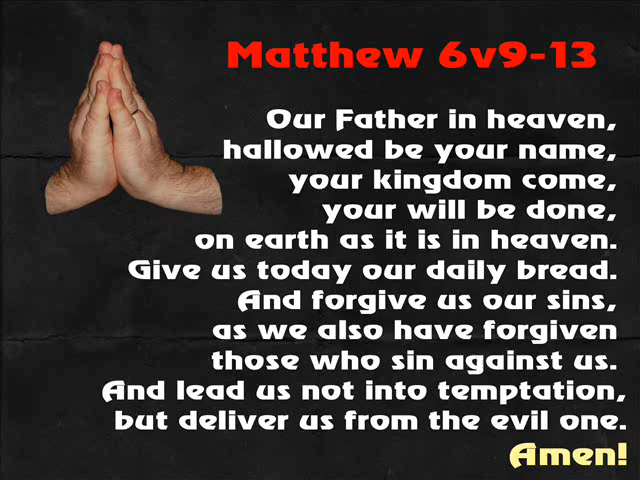 Matthew 6v9-13
Our Father in heaven,
hallowed be your name,
your kingdom come,
your will be done,
on earth as it is in heaven.
Give us today our daily bread.
And forgive us our sins,
as we also have forgiven
those who sin against us.
And lead us not into temptation,
but deliver us from the evil one.
Amen!